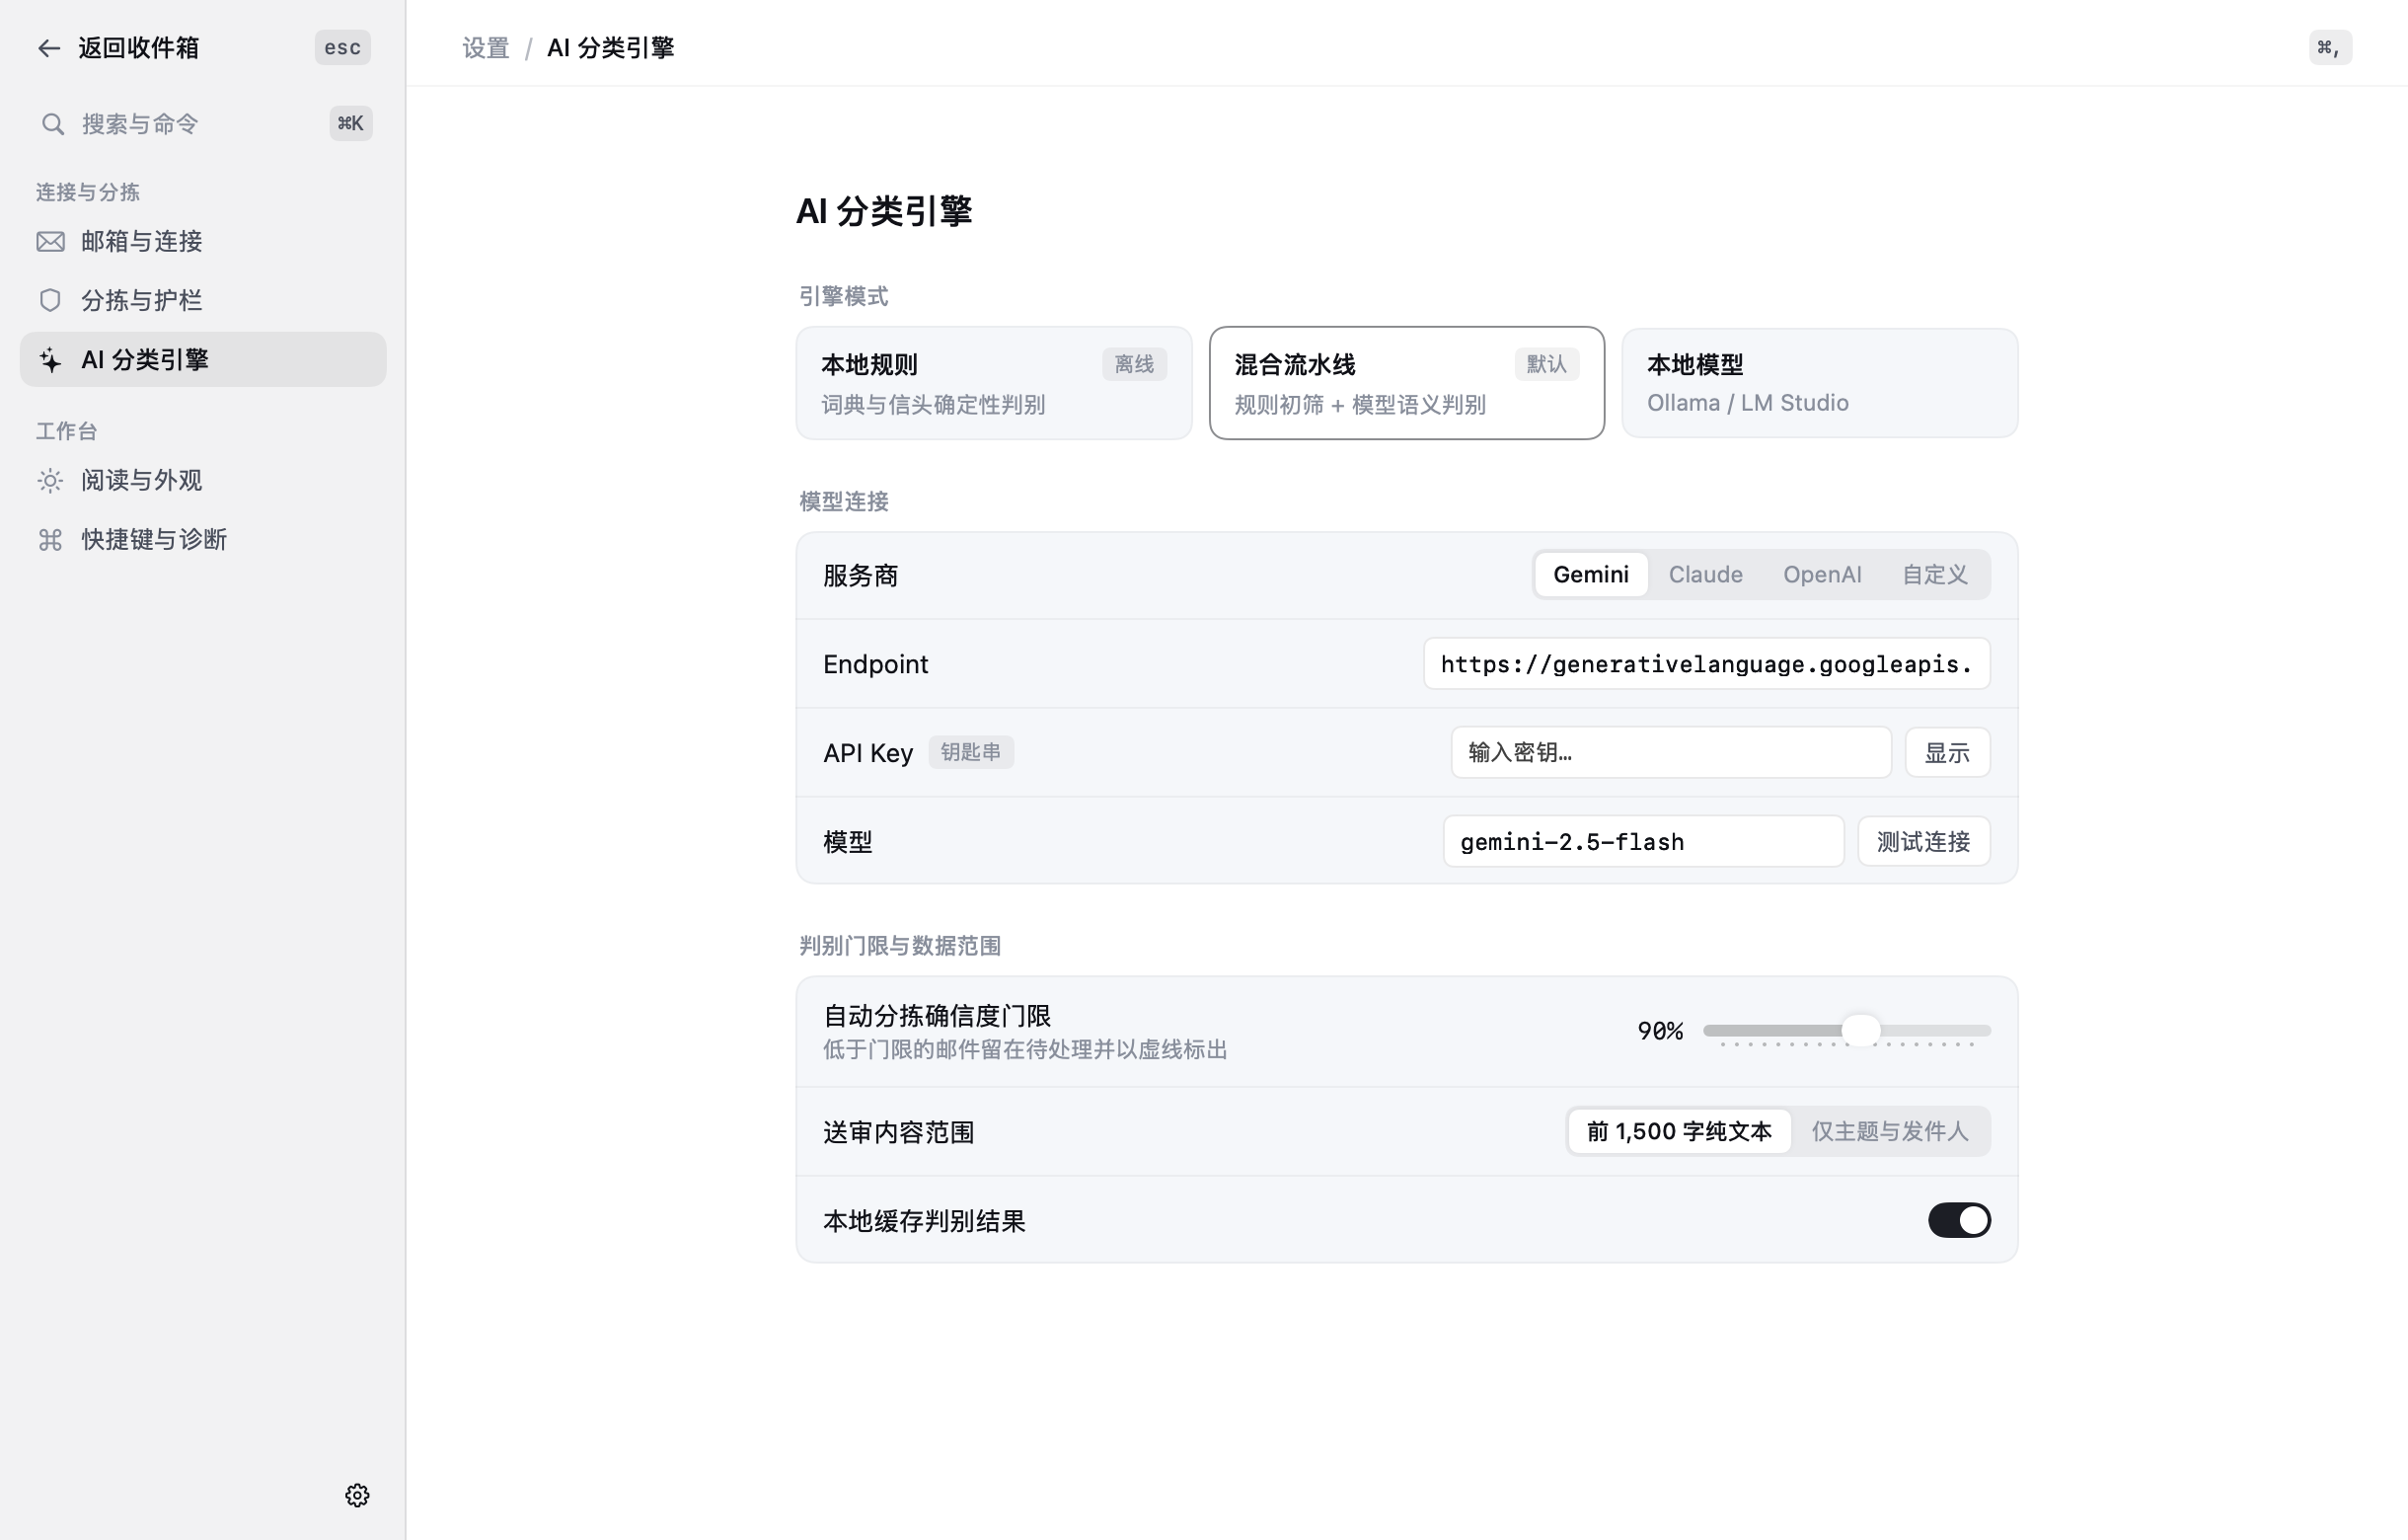 返回收件箱 esc
搜索与命令 ⌘K
连接与分拣
邮箱与连接
分拣与护栏
AI 分类引擎
工作台
阅读与外观
快捷键与诊断
设置 / AI 分类引擎 ⌘,
AI 分类引擎
引擎模式
本地规则 离线
词典与信头确定性判别
混合流水线 默认
规则初筛 + 模型语义判别
本地模型
Ollama / LM Studio
模型连接
服务商 Gemini Claude OpenAI 自定义
Endpoint https://generativelanguage.googleapis.
API Key 钥匙串 输入密钥… 显示
模型 gemini-2.5-flash 测试连接
判别门限与数据范围
自动分拣确信度门限 90%
低于门限的邮件留在待处理并以虚线标出
送审内容范围 前 1,500 字纯文本 仅主题与发件人
本地缓存判别结果